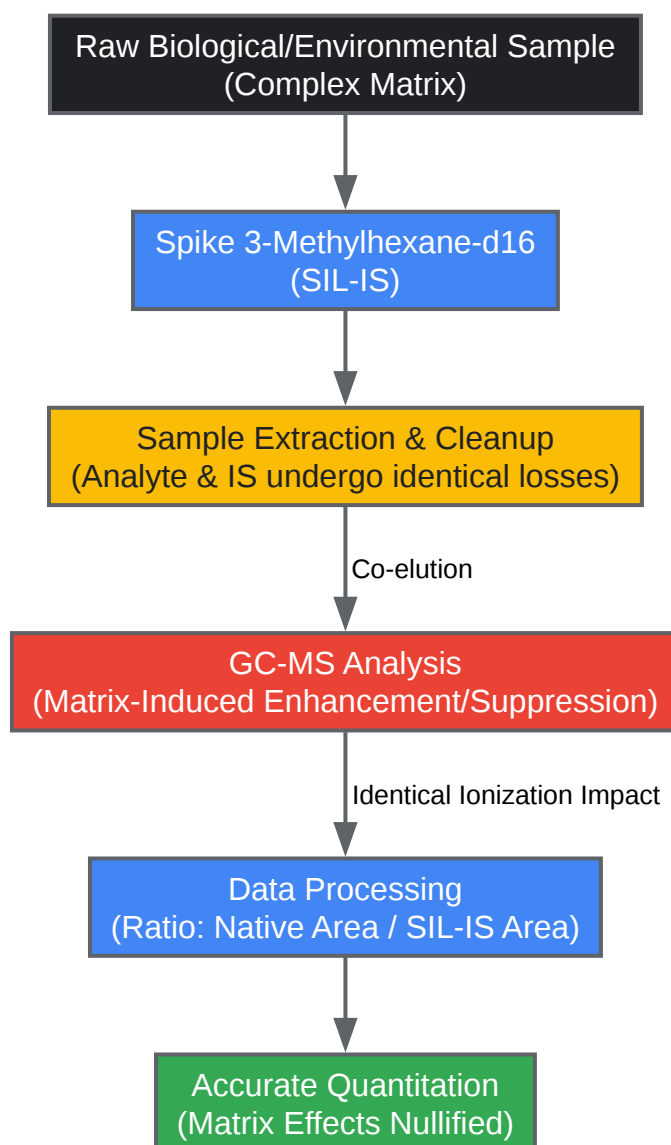 Raw Biological/Environmental Sample
(Complex Matrix)
Spike 3-Methylhexane-d16
(SIL-IS)
Sample Extraction & Cleanup
(Analyte & IS undergo identical losses)
Co-elution
GC-MS Analysis
(Matrix-Induced Enhancement/Suppression)
Identical Ionization Impact
Data Processing
(Ratio: Native Area / SIL-IS Area)
Accurate Quantitation
(Matrix Effects Nullified)